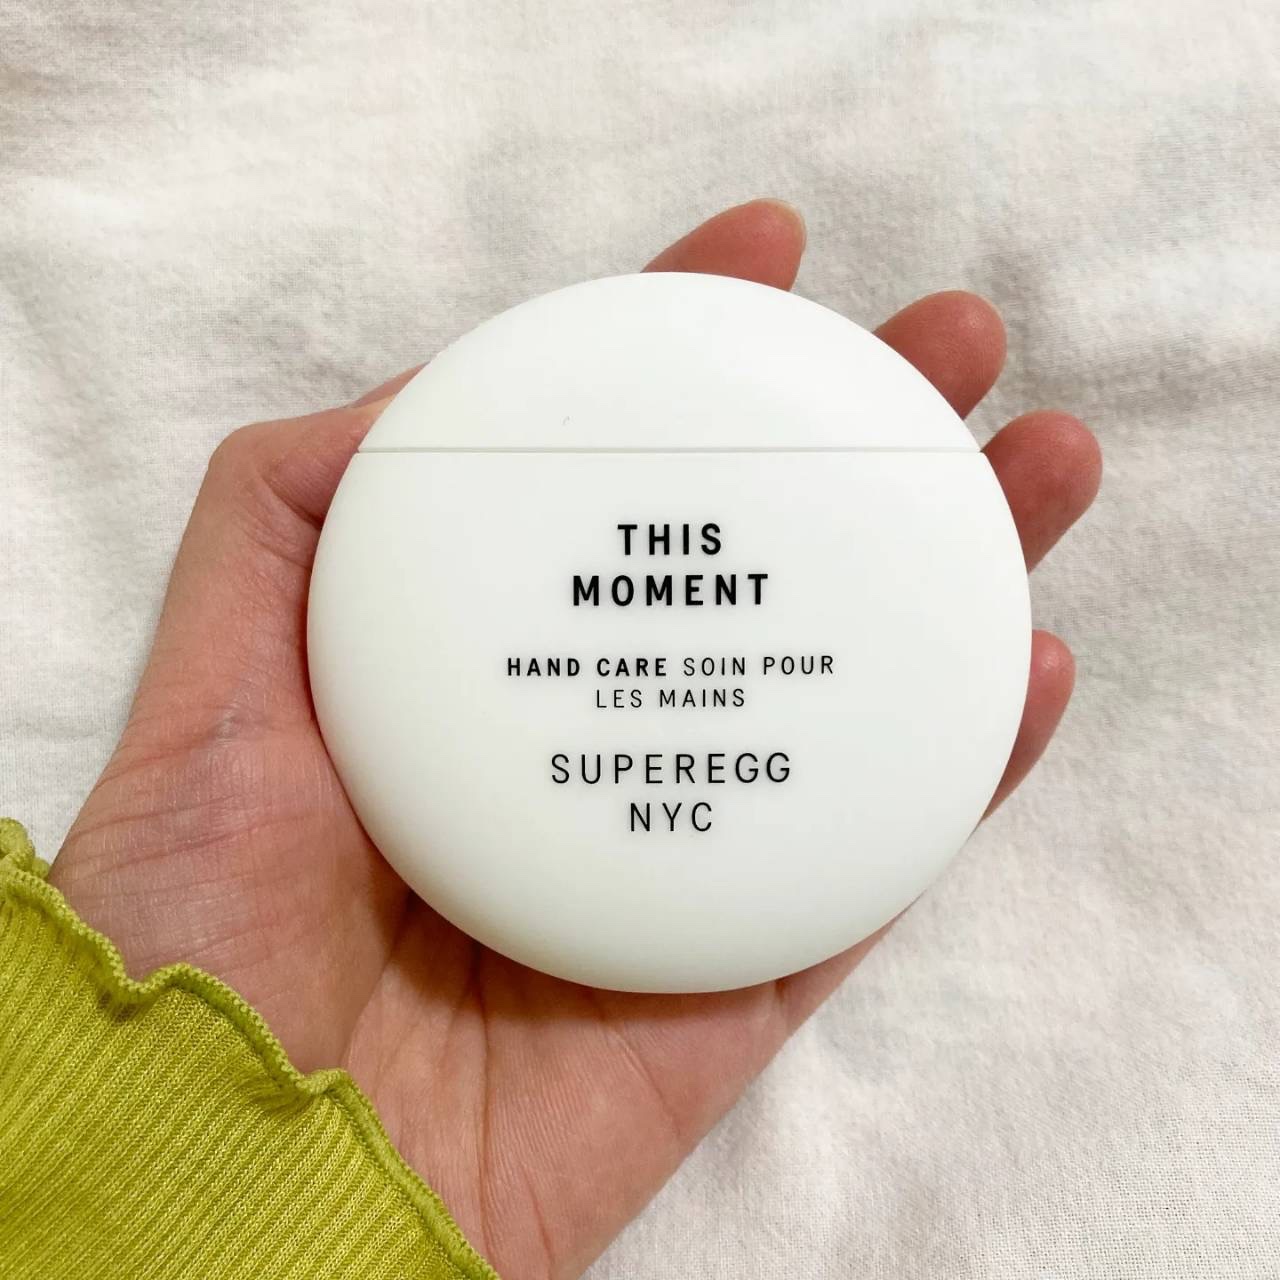 THIS
MOMENT
HAND CARE SOIN POUR
LES MAINS
SUPEREGG
NYC